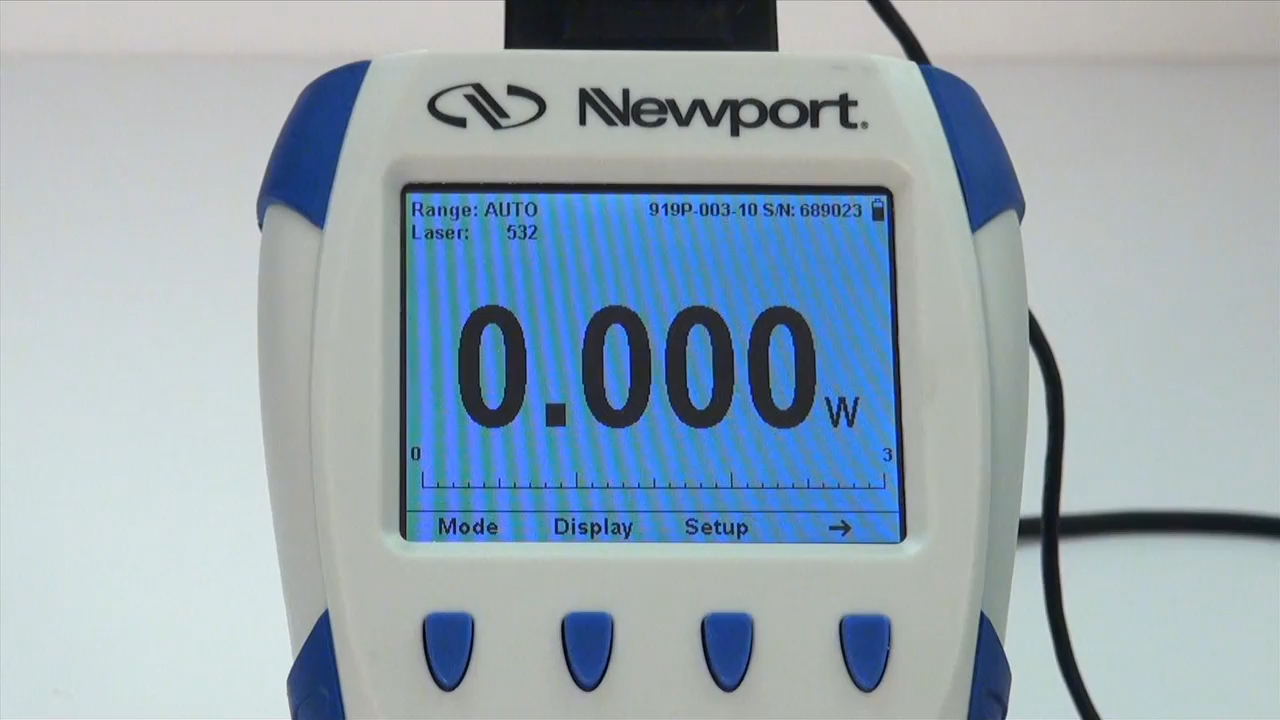 Newport®
Range: AUTO 919P-003-10 S/N: 689023
Laser: 532
0.000 W
0 3
Mode Display Setup →